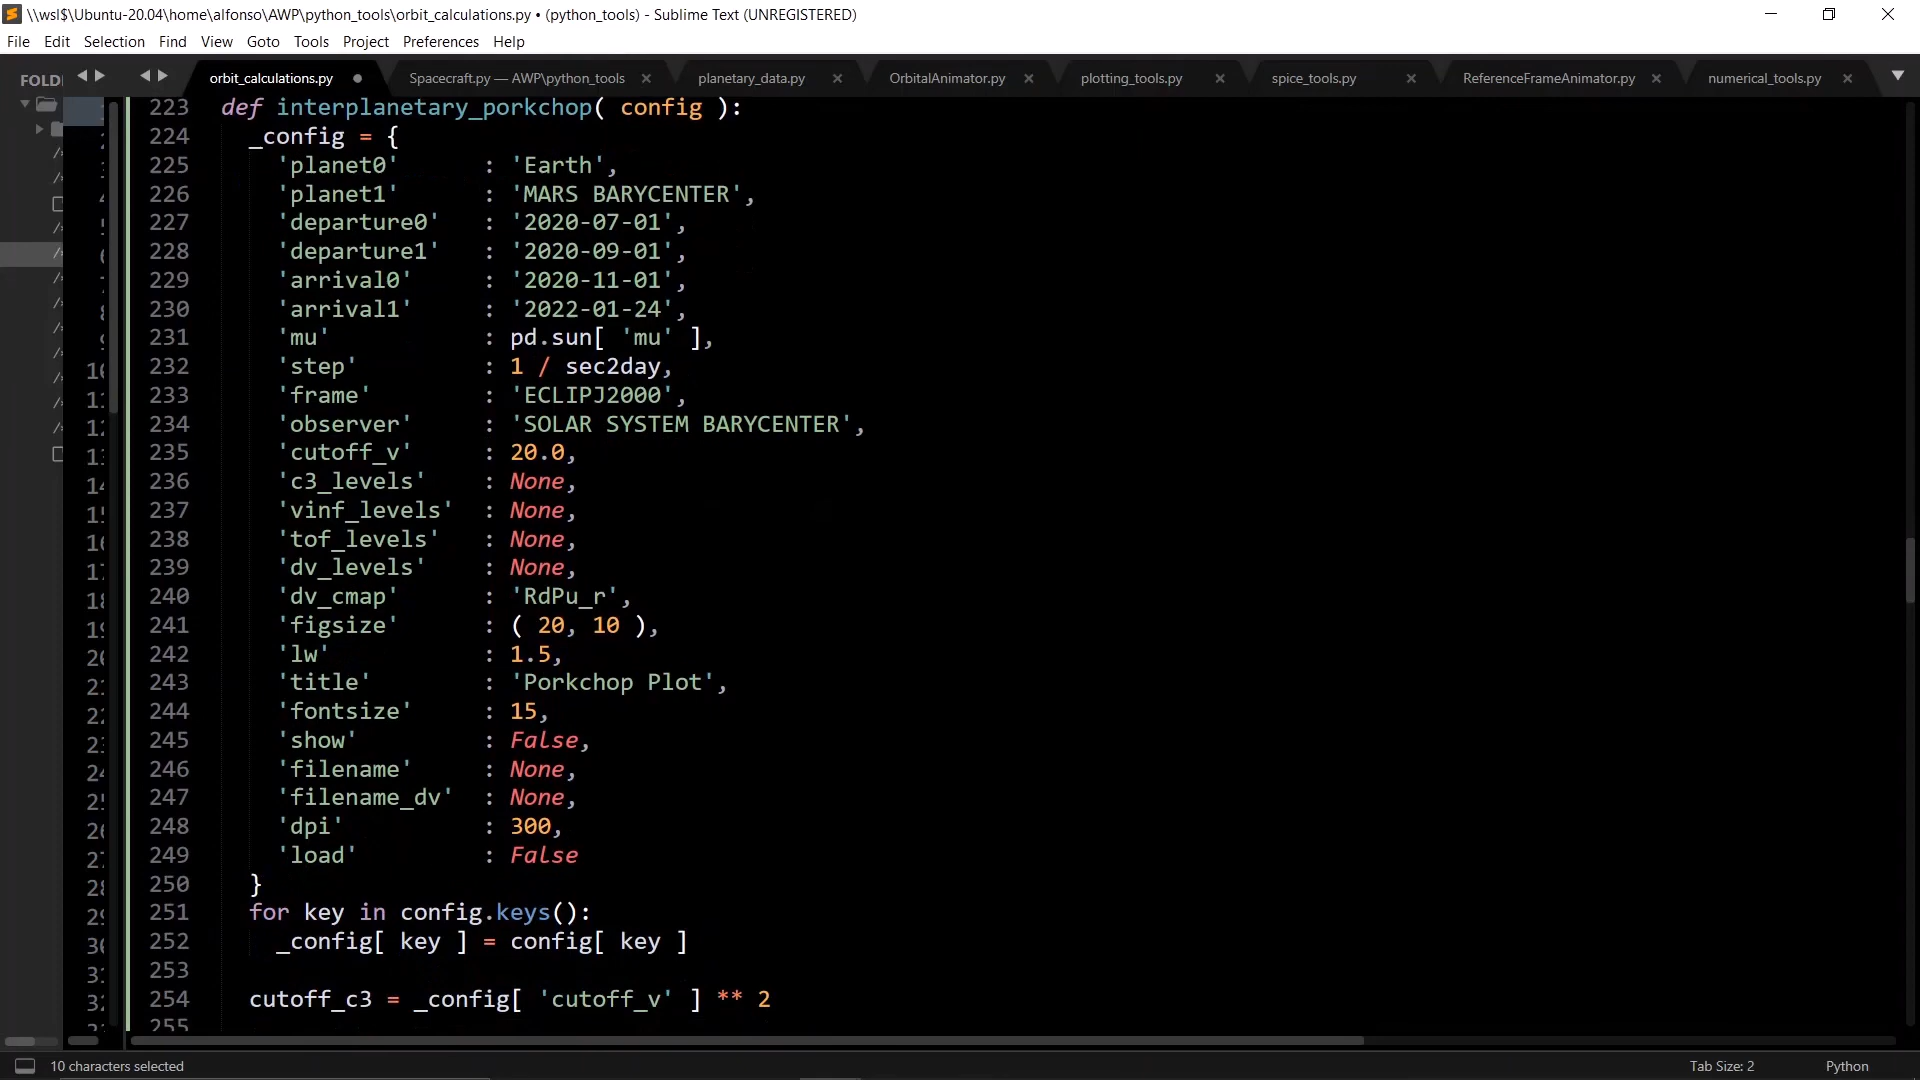 \\wsl$\Ubuntu-20.04\home\alfonso\AWP\python_tools\orbit_calculations.py • (python_tools) - Sublime Text (UNREGISTERED)
File Edit Selection Find View Goto Tools Project Preferences Help
FOLD
orbit_calculations.py Spacecraft.py — AWP\python_tools planetary_data.py OrbitalAnimator.py plotting_tools.py spice_tools.py ReferenceFrameAnimator.py numerical_tools.py
223 def interplanetary_porkchop( config ):
224 _config = {
225 'planet0' : 'Earth',
226 'planet1' : 'MARS BARYCENTER',
227 'departure0' : '2020-07-01',
228 'departure1' : '2020-09-01',
229 'arrival0' : '2020-11-01',
230 'arrival1' : '2022-01-24',
231 'mu' : pd.sun[ 'mu' ],
232 'step' : 1 / sec2day,
233 'frame' : 'ECLIPJ2000',
234 'observer' : 'SOLAR SYSTEM BARYCENTER',
235 'cutoff_v' : 20.0,
236 'c3_levels' : None,
237 'vinf_levels' : None,
238 'tof_levels' : None,
239 'dv_levels' : None,
240 'dv_cmap' : 'RdPu_r',
241 'figsize' : ( 20, 10 ),
242 'lw' : 1.5,
243 'title' : 'Porkchop Plot',
244 'fontsize' : 15,
245 'show' : False,
246 'filename' : None,
247 'filename_dv' : None,
248 'dpi' : 300,
249 'load' : False
250 }
251 for key in config.keys():
252 _config[ key ] = config[ key ]
253
254 cutoff_c3 = _config[ 'cutoff_v' ] ** 2
255
10 characters selected Tab Size: 2 Python